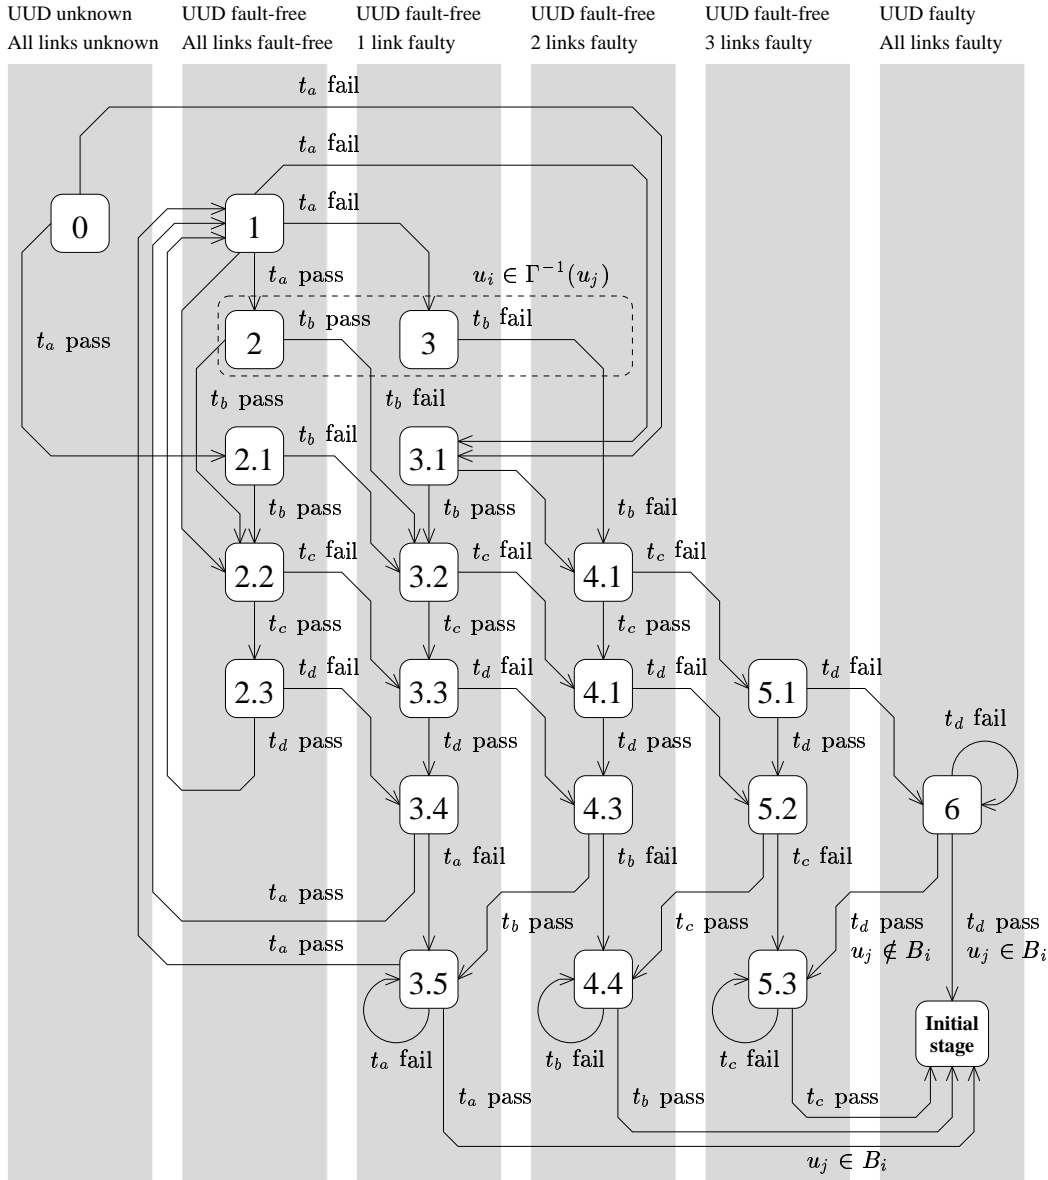 UUD unknown UUD fault-free UUD fault-free UUD fault-free UUD fault-free UUD faulty
All links unknown All links fault-free 1 link faulty 2 links faulty 3 links faulty All links faulty
t_a fail
t_a fail
0 1 t_a fail
t_a pass u_i ∈ Γ^{-1}(u_j)
t_a pass 2 t_b pass 3 t_b fail
t_b pass t_b fail
2.1 t_b fail 3.1
t_b pass t_b pass t_b fail
2.2 t_c fail 3.2 t_c fail 4.1 t_c fail
t_c pass t_c pass t_c pass
2.3 t_d fail 3.3 t_d fail 4.1 t_d fail 5.1 t_d fail
t_d pass t_d pass t_d pass t_d pass t_d fail
3.4 4.3 5.2 6
t_a fail t_b fail t_c fail
t_a pass t_b pass t_c pass t_d pass t_d pass
t_a pass u_j ∉ B_i u_j ∈ B_i
3.5 4.4 5.3
Initial
stage
t_a fail t_b fail t_c fail
t_a pass t_b pass t_c pass
u_j ∈ B_i